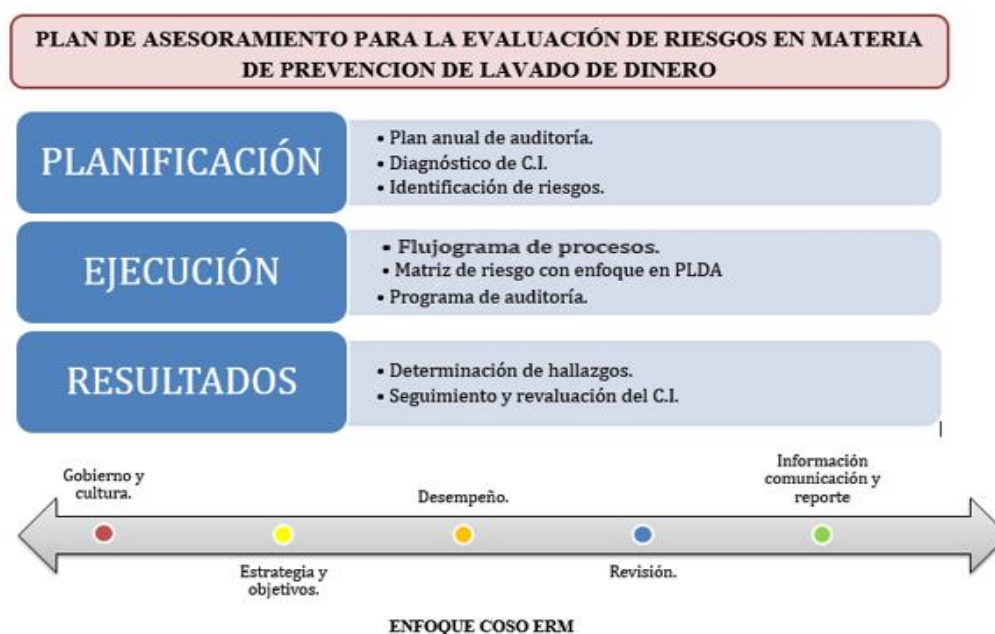 PLAN DE ASESORAMIENTO PARA LA EVALUACIÓN DE RIESGOS EN MATERIA
DE PREVENCION DE LAVADO DE DINERO
PLANIFICACIÓN
• Plan anual de auditoría.
• Diagnóstico de C.I.
• Identificación de riesgos.
EJECUCIÓN
• Flujograma de procesos.
• Matriz de riesgo con enfoque en PLDA
• Programa de auditoría.
RESULTADOS
• Determinación de hallazgos.
• Seguimiento y revaluación del C.I.
Gobierno y
cultura.
Estrategia y
objetivos.
Desempeño.
Revisión.
Información
comunicación y
reporte
ENFOQUE COSO ERM